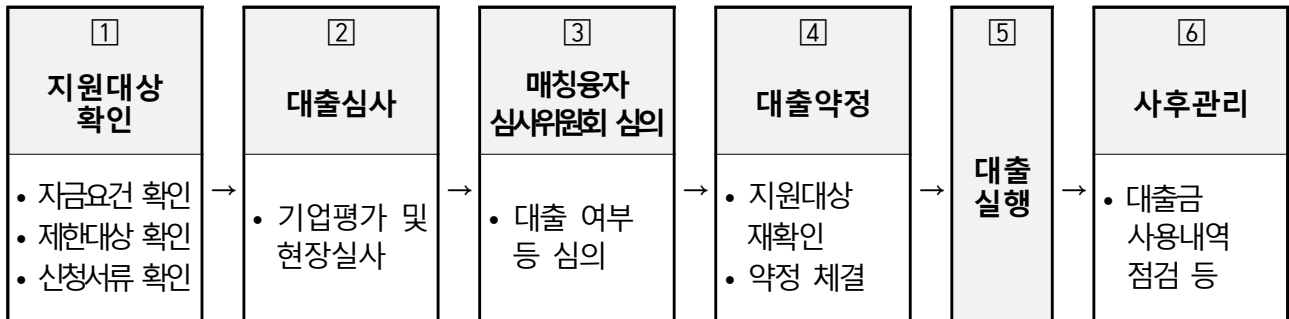 1
지원대상
확인
• 자금요건 확인
• 제한대상 확인
• 신청서류 확인
→
2
대출심사
• 기업평가 및
현장실사
→
3
매칭융자
심사위원회 심의
• 대출 여부
등 심의
→
4
대출약정
• 지원대상
재확인
• 약정 체결
→
5
대출
실행
→
6
사후관리
• 대출금
사용내역
점검 등